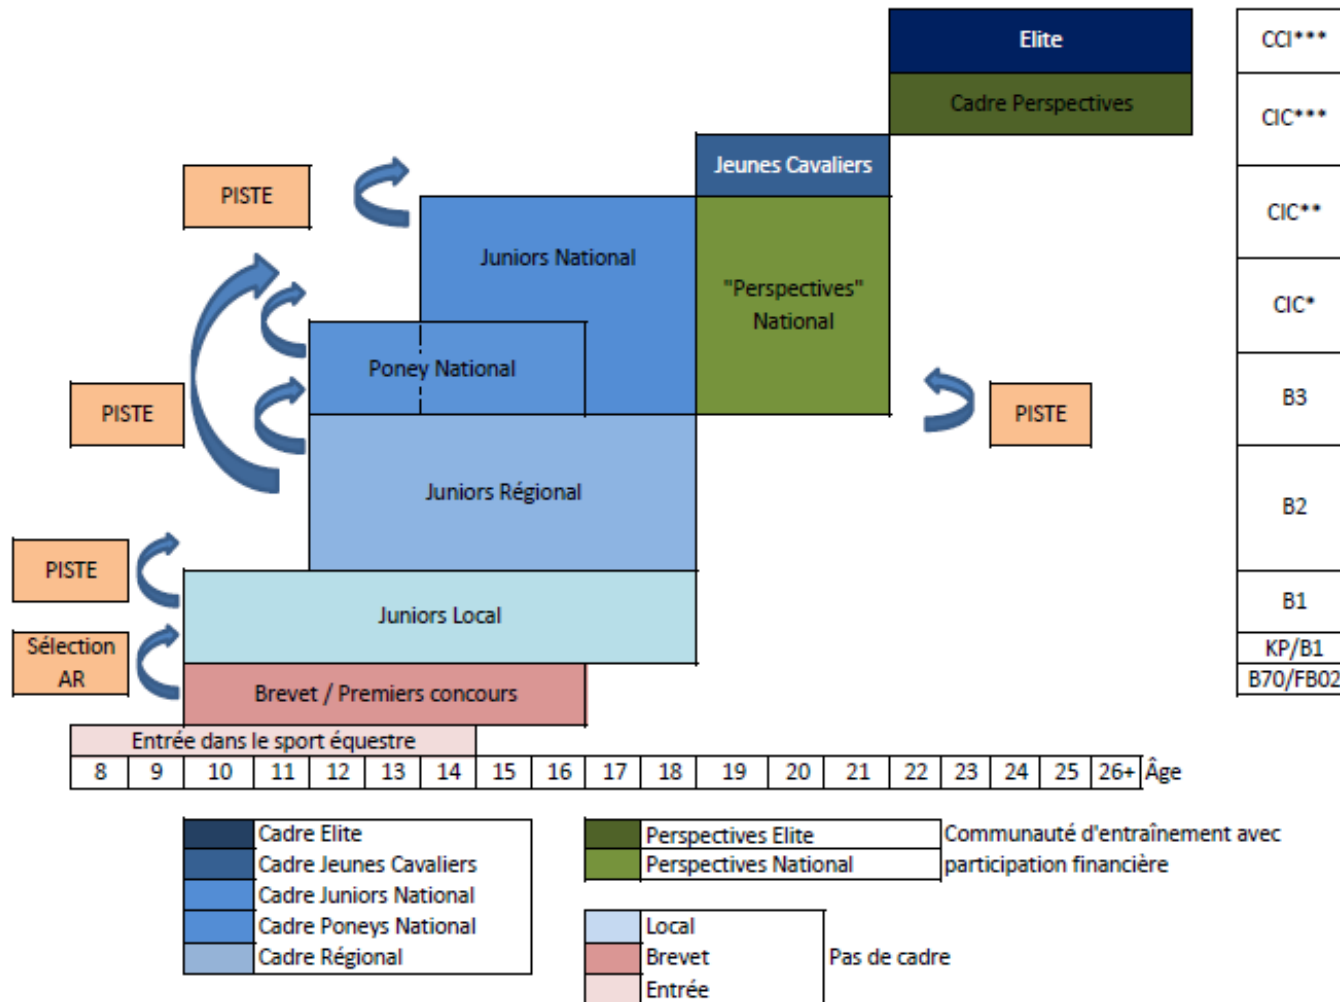 Elite
CCI***
Cadre Perspectives
CIC***
Jeunes Cavaliers
PISTE
CIC**
Juniors National
"Perspectives"
National
CIC*
Poney National
PISTE
PISTE
B3
Juniors Régional
B2
PISTE
Juniors Local
B1
Sélection
AR
KP/B1
Brevet / Premiers concours
B70/FB02
Entrée dans le sport équestre
8 9 10 11 12 13 14 15 16 17 18 19 20 21 22 23 24 25 26+ Âge
Cadre Elite
Cadre Jeunes Cavaliers
Cadre Juniors National
Cadre Poneys National
Cadre Régional
Perspectives Elite
Perspectives National
Communauté d'entraînement avec
participation financière
Local
Brevet
Entrée
Pas de cadre